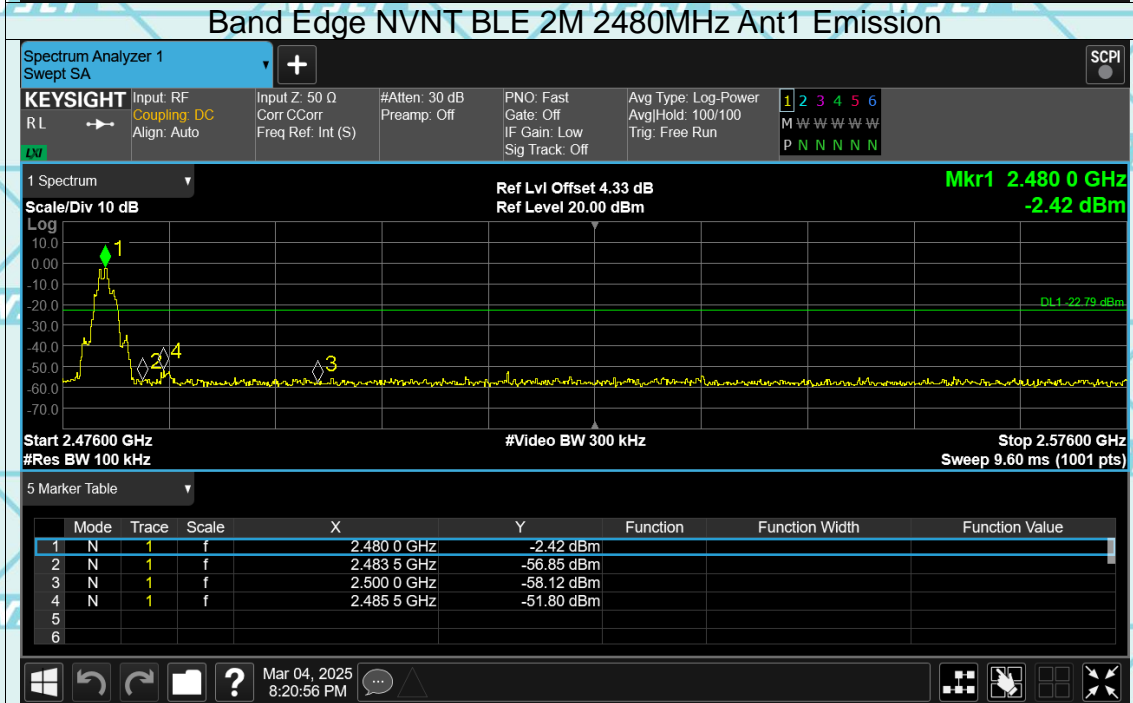 Band Edge NVNT BLE 2M 2480MHz Ant1 Emission
Spectrum Analyzer 1
Swept SA
+
SCPI
KEYSIGHT
RL
LXI
Input: RF
Coupling: DC
Align: Auto
Input Z: 50 Ω
Corr CCorr
Freq Ref: Int (S)
#Atten: 30 dB
Preamp: Off
PNO: Fast
Gate: Off
IF Gain: Low
Sig Track: Off
Avg Type: Log-Power
Avg|Hold: 100/100
Trig: Free Run
1 2 3 4 5 6
M W W W W W
P N N N N N
1 Spectrum
Scale/Div 10 dB
Ref Lvl Offset 4.33 dB
Ref Level 20.00 dBm
Mkr1 2.480 0 GHz
-2.42 dBm
Log
10.0
0.00
-10.0
-20.0
-30.0
-40.0
-50.0
-60.0
-70.0
1
2
4
3
DL1 -22.79 dBm
Start 2.47600 GHz
#Res BW 100 kHz
#Video BW 300 kHz
Stop 2.57600 GHz
Sweep 9.60 ms (1001 pts)
5 Marker Table
Mode Trace Scale X Y Function Function Width Function Value
1 N 1 f 2.480 0 GHz -2.42 dBm
2 N 1 f 2.483 5 GHz -56.85 dBm
3 N 1 f 2.500 0 GHz -58.12 dBm
4 N 1 f 2.485 5 GHz -51.80 dBm
5
6
?
Mar 04, 2025
8:20:56 PM